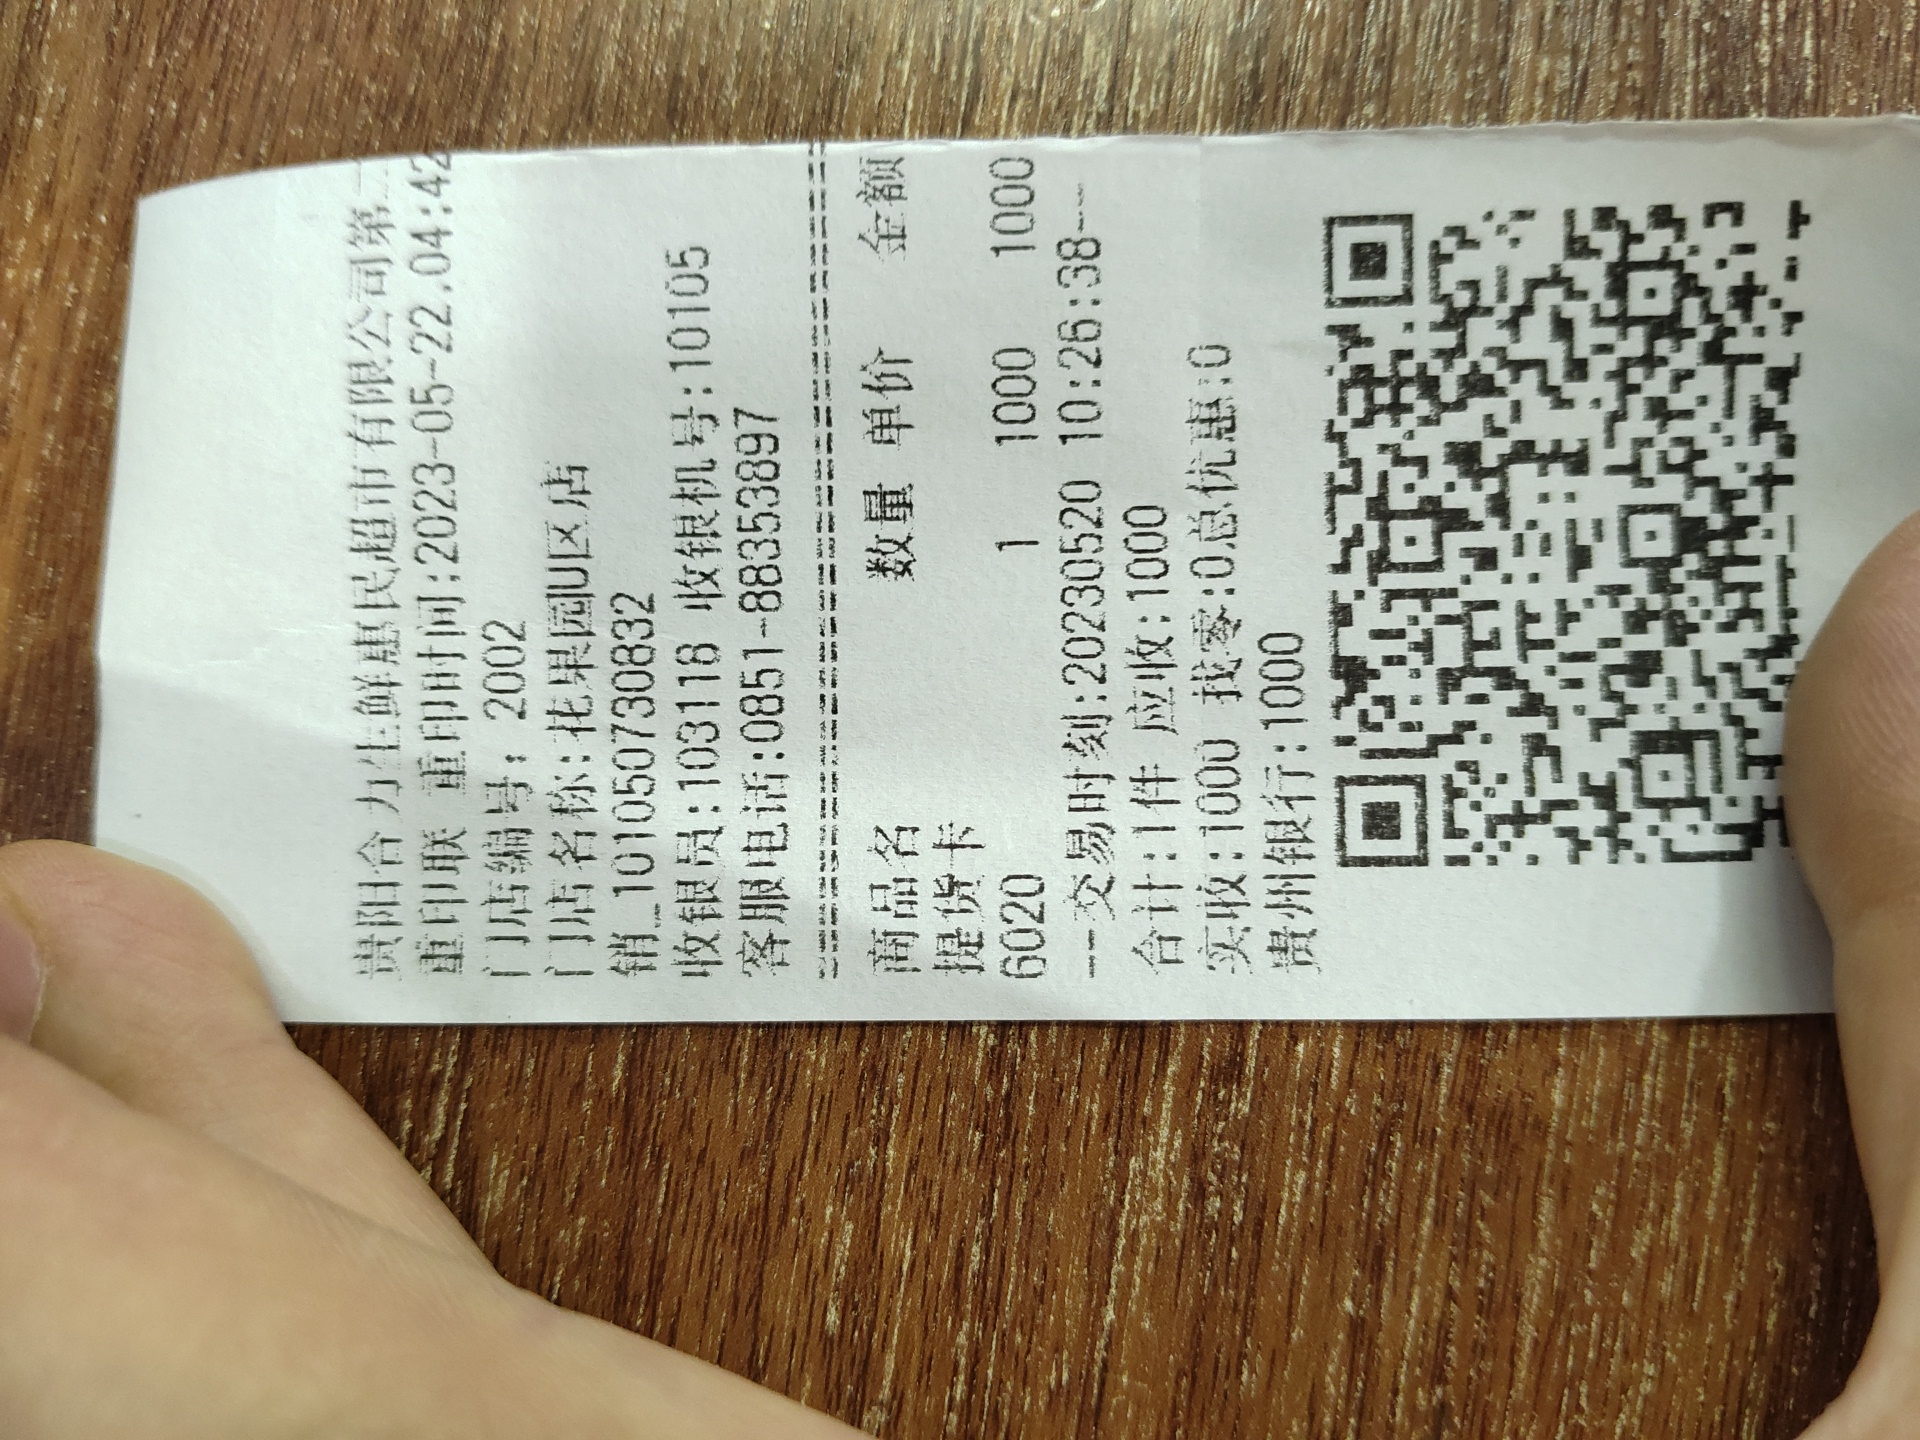 贵阳合力生鲜惠民超市有限公司第
重印联 重印时间:2023-05-22.04:42
门店编号: 2002
门店名称:花果园U区店
销_1010507308​32
收银员:103118 收银机号:10105
客服电话:0851-88353897
商品名 数量 单价 金额
提货卡
6020 1 1000 1000
--交易时刻:20230520 10:26:38--
合计:1件 应收:1000
实收:1000 找零:0总优惠:0
贵州银行:1000